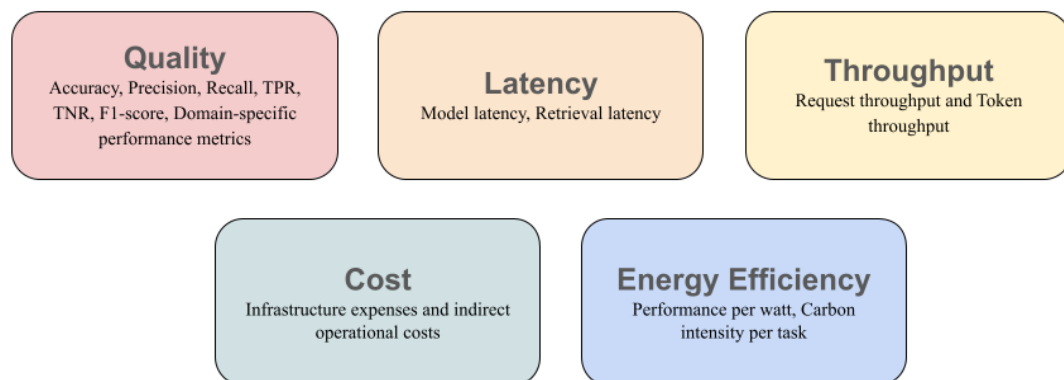 Quality
Accuracy, Precision, Recall, TPR,
TNR, F1-score, Domain-specific
performance metrics
Latency
Model latency, Retrieval latency
Throughput
Request throughput and Token
throughput
Cost
Infrastructure expenses and indirect
operational costs
Energy Efficiency
Performance per watt, Carbon
intensity per task